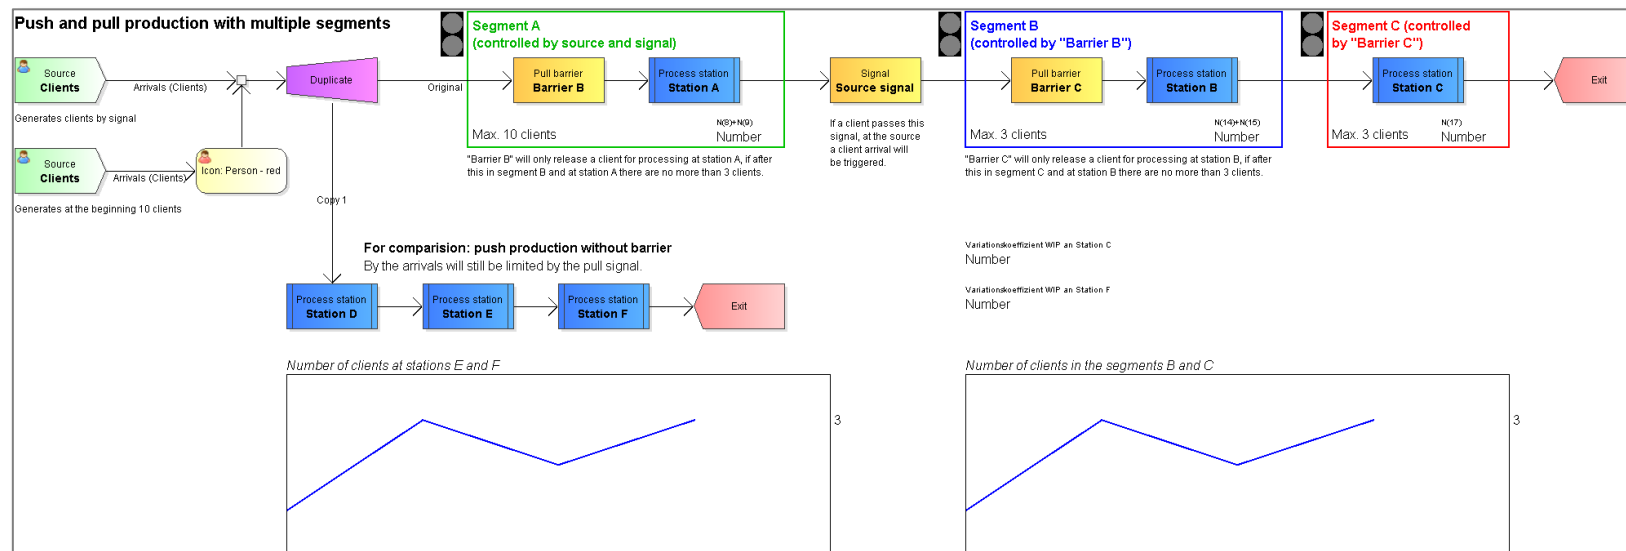 Push and pull production with multiple segments
Segment A
(controlled by source and signal)
Segment B
(controlled by "Barrier B")
Segment C (controlled
by "Barrier C")
Source
Clients
Arrivals (Clients)
Generates clients by signal
Duplicate
Original
Pull barrier
Barrier B
Process station
Station A
Max. 10 clients
N(8)+N(9)
Number
"Barrier B" will only release a client for processing at station A, if after
this in segment B and at station A there are no more than 3 clients.
Signal
Source signal
If a client passes this
signal, at the source
a client arrival will
be triggered.
Pull barrier
Barrier C
Process station
Station B
Max. 3 clients
N(14)+N(15)
Number
"Barrier C" will only release a client for processing at station B, if after
this in segment C and at station B there are no more than 3 clients.
Process station
Station C
Max. 3 clients
N(17)
Number
Exit
Source
Clients
Arrivals (Clients)
Icon: Person - red
Generates at the beginning 10 clients
Copy 1
For comparision: push production without barrier
By the arrivals will still be limited by the pull signal.
Process station
Station D
Process station
Station E
Process station
Station F
Exit
Variationskoeffizient WIP an Station C
Number
Variationskoeffizient WIP an Station F
Number
Number of clients at stations E and F
3
Number of clients in the segments B and C
3